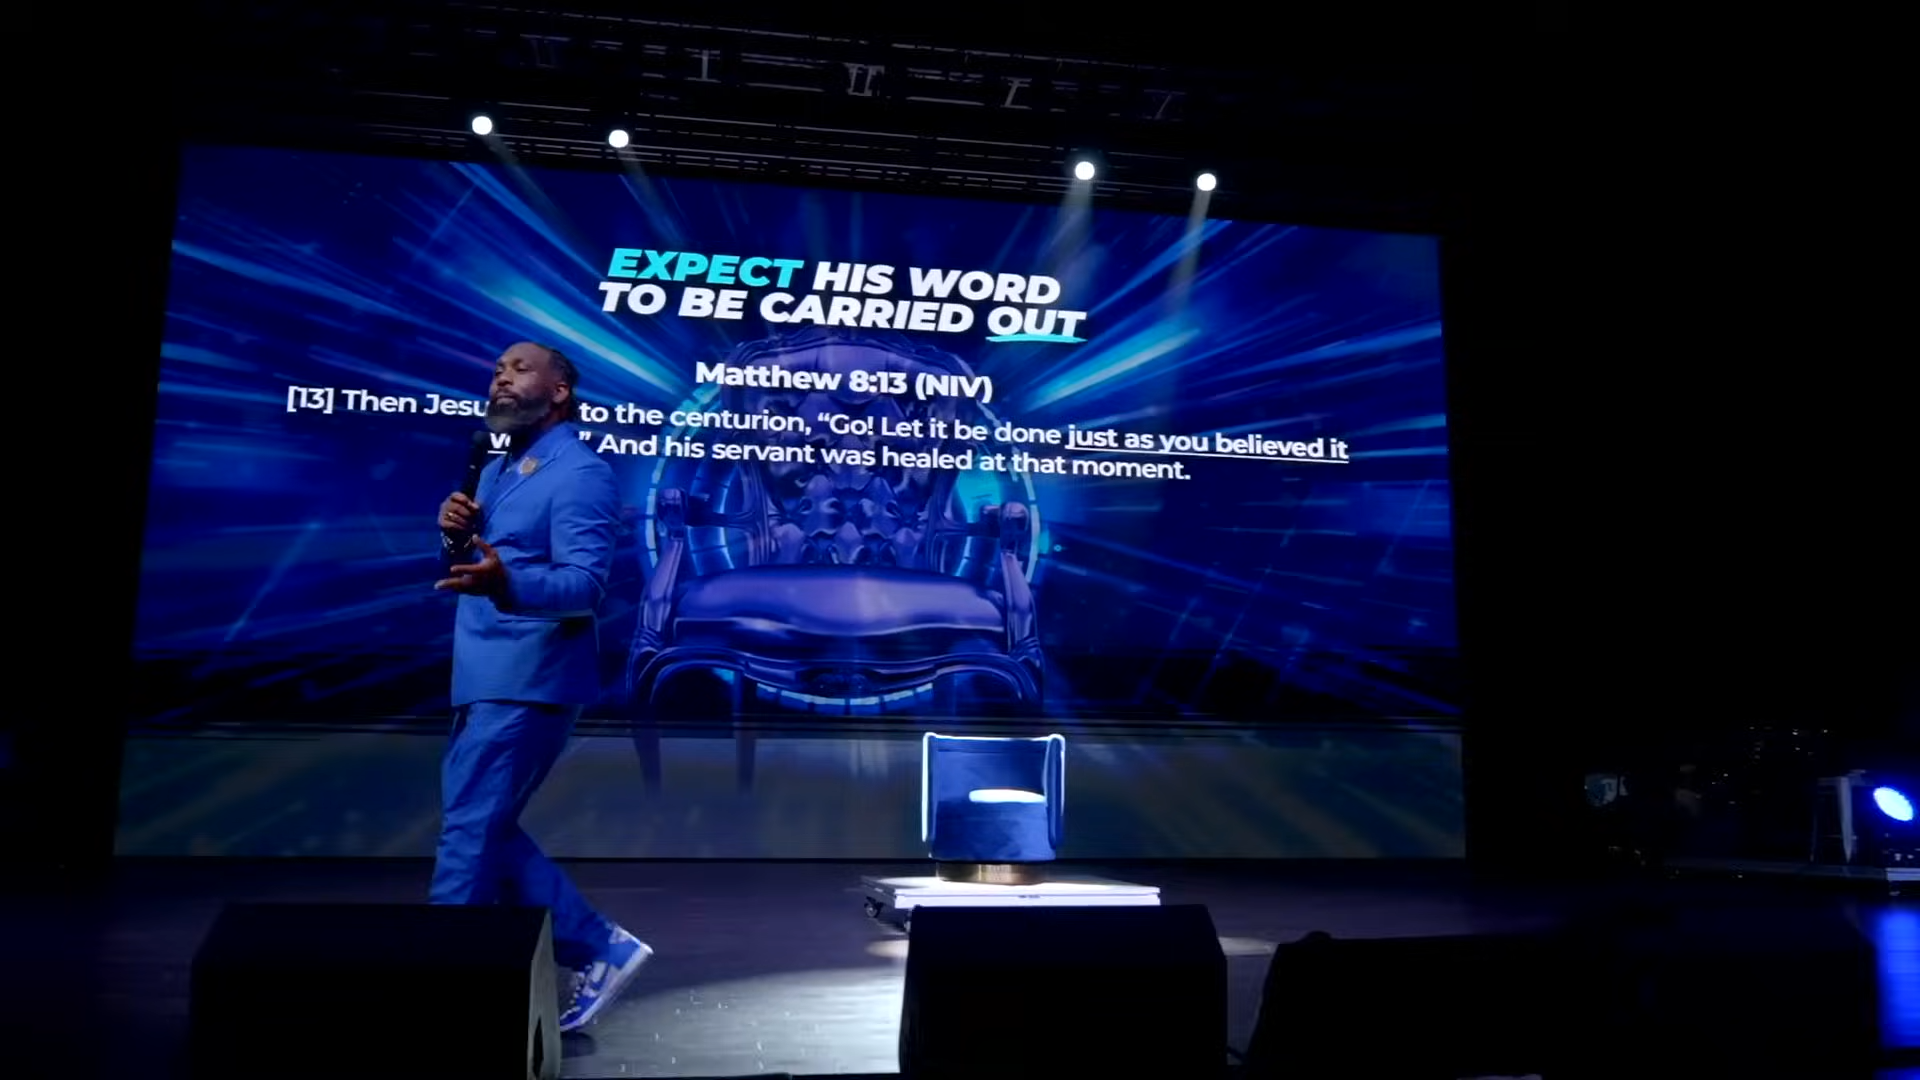 EXPECT HIS WORD
TO BE CARRIED OUT
Matthew 8:13 (NIV)
[13] Then to the centurion, “Go! Let it be done just as you believed it
” And his servant was healed at that moment.